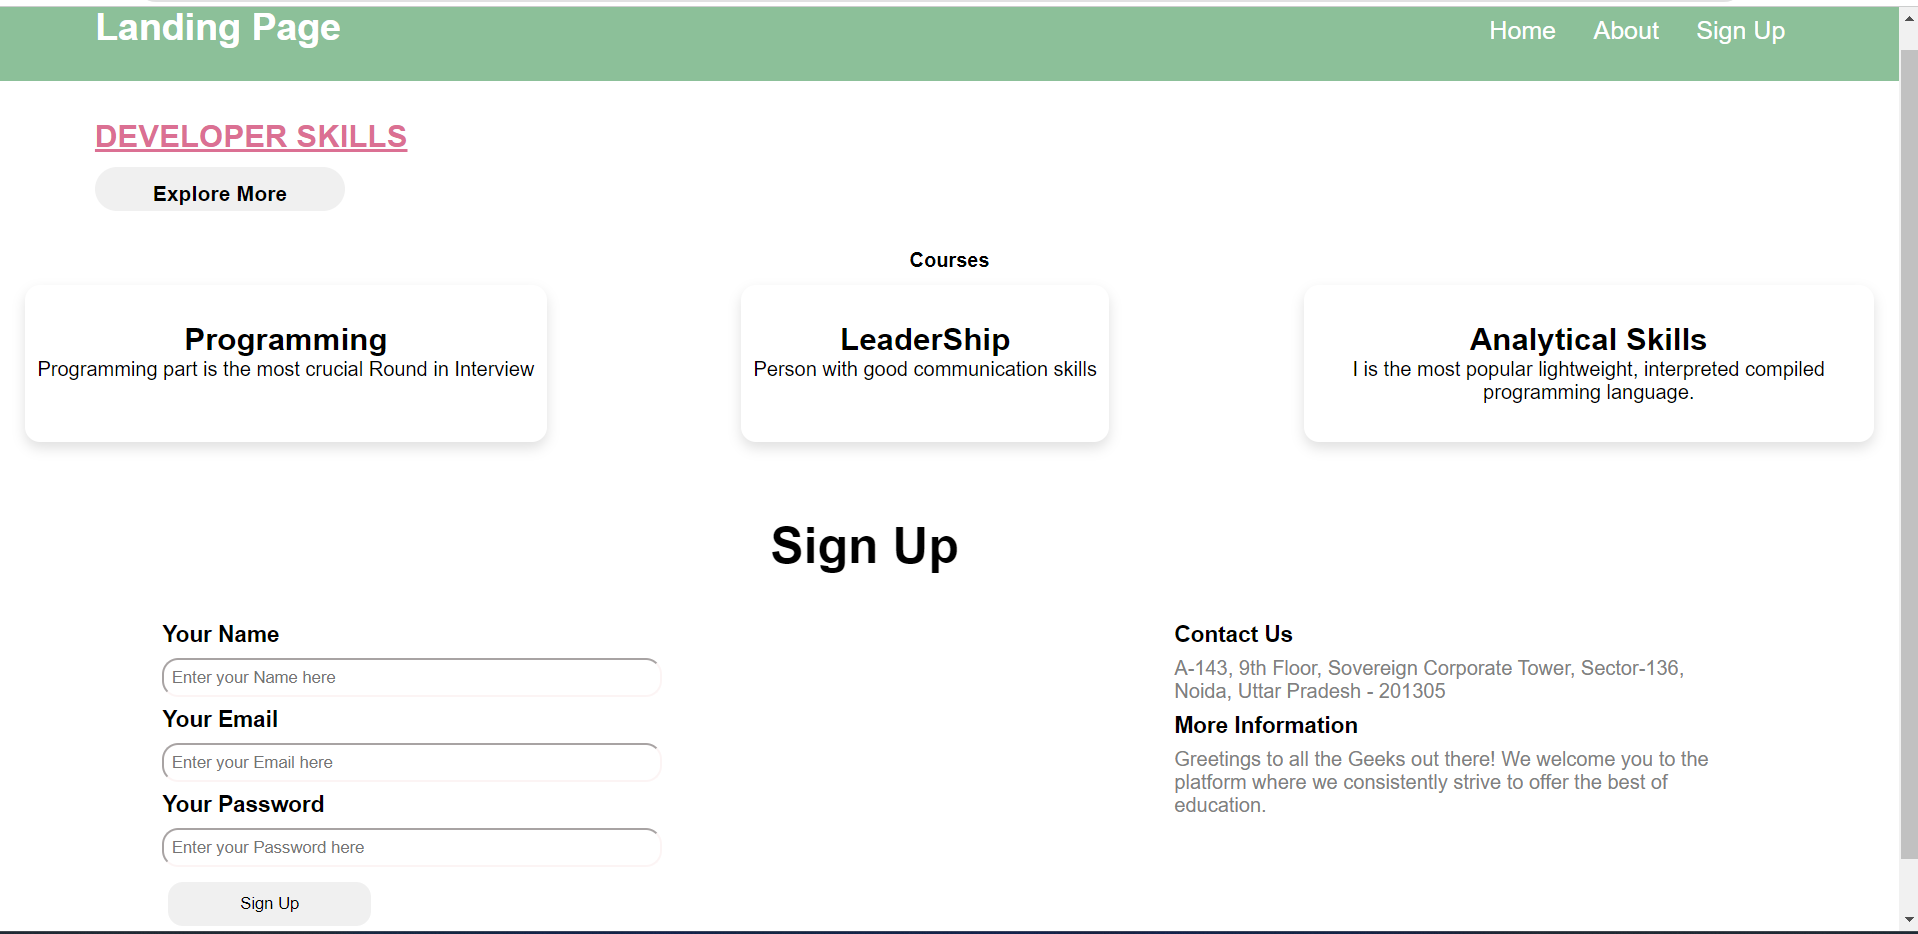 Landing Page
Home About Sign Up
DEVELOPER SKILLS
Explore More
Courses
Programming
Programming part is the most crucial Round in Interview
LeaderShip
Person with good communication skills
Analytical Skills
I is the most popular lightweight, interpreted compiled
programming language.
Sign Up
Your Name
Enter your Name here
Your Email
Enter your Email here
Your Password
Enter your Password here
Sign Up
Contact Us
A-143, 9th Floor, Sovereign Corporate Tower, Sector-136,
Noida, Uttar Pradesh - 201305
More Information
Greetings to all the Geeks out there! We welcome you to the
platform where we consistently strive to offer the best of
education.